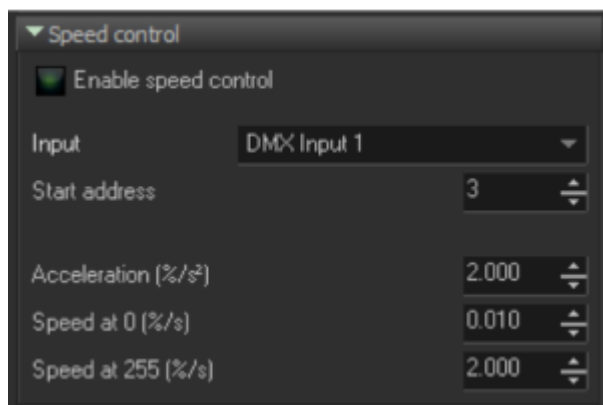 Speed control
Enable speed control
Input DMX Input 1
Start address 3
Acceleration (%/s²) 2.000
Speed at 0 (%/s) 0.010
Speed at 255 (%/s) 2.000